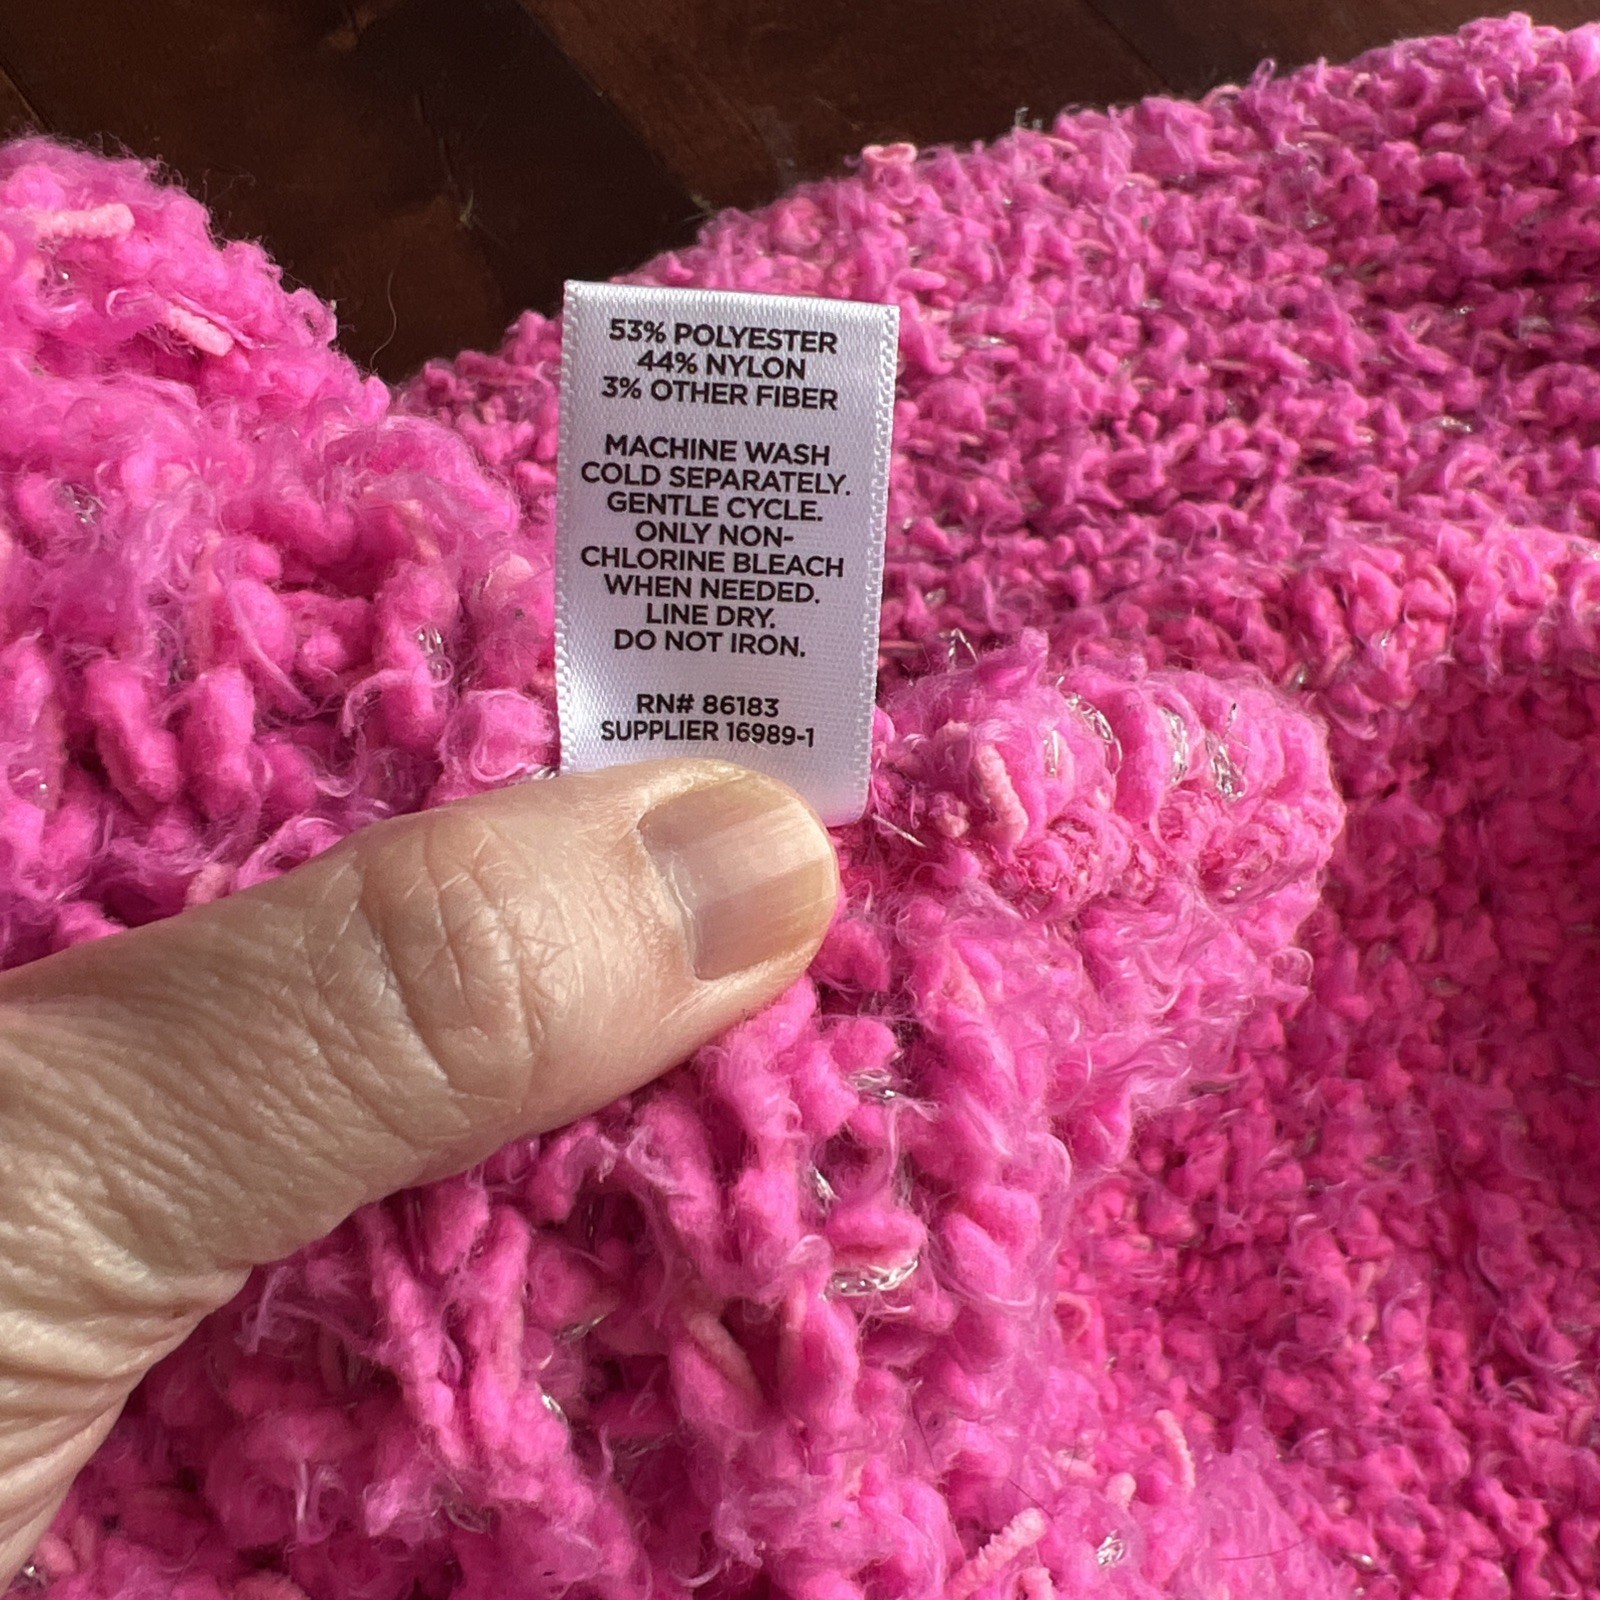 53% POLYESTER
44% NYLON
3% OTHER FIBER
MACHINE WASH
COLD SEPARATELY.
GENTLE CYCLE.
ONLY NON-
CHLORINE BLEACH
WHEN NEEDED.
LINE DRY.
DO NOT IRON.
RN# 86183
SUPPLIER 16989-1